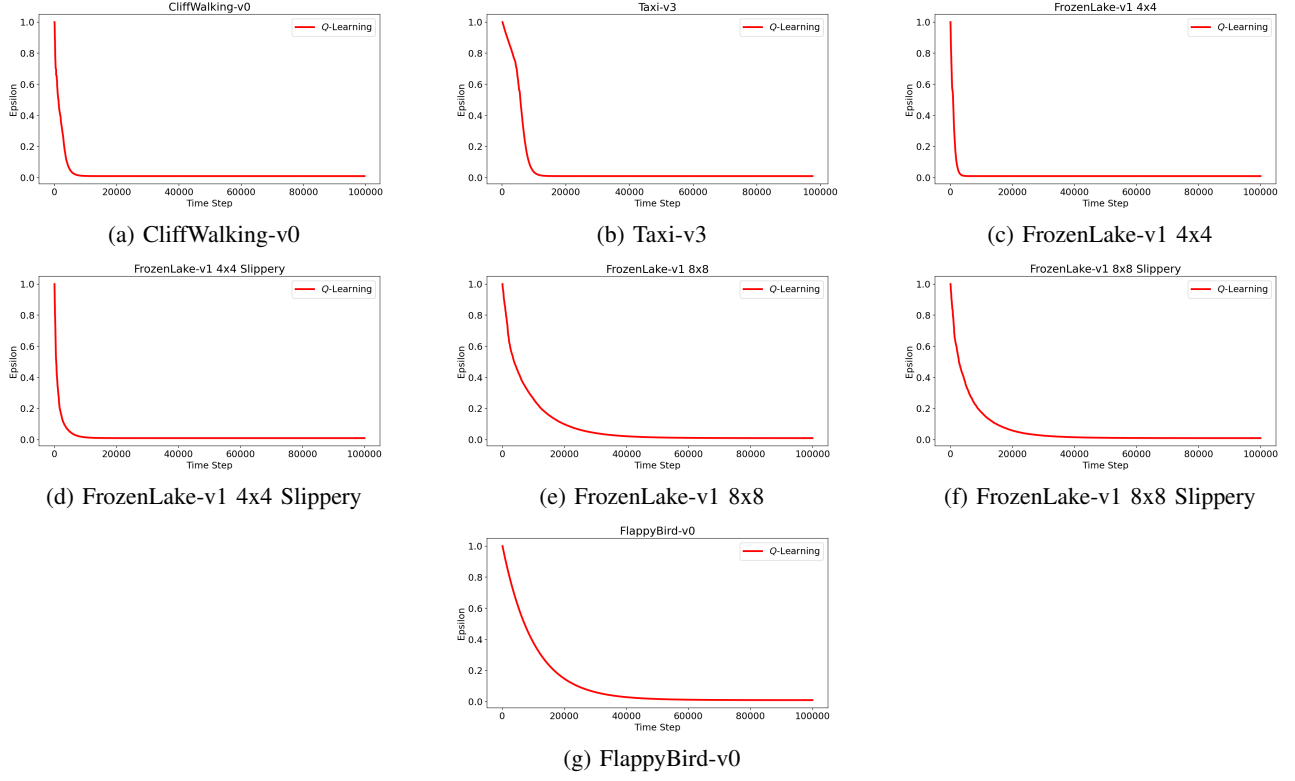 CliffWalking-v0
Q-Learning
Epsilon
1.0
0.8
0.6
0.4
0.2
0.0
0 20000 40000 60000 80000 100000
Time Step
(a) CliffWalking-v0
Taxi-v3
Q-Learning
Epsilon
1.0
0.8
0.6
0.4
0.2
0.0
0 20000 40000 60000 80000 100000
Time Step
(b) Taxi-v3
FrozenLake-v1 4x4
Q-Learning
Epsilon
1.0
0.8
0.6
0.4
0.2
0.0
0 20000 40000 60000 80000 100000
Time Step
(c) FrozenLake-v1 4x4
FrozenLake-v1 4x4 Slippery
Q-Learning
Epsilon
1.0
0.8
0.6
0.4
0.2
0.0
0 20000 40000 60000 80000 100000
Time Step
(d) FrozenLake-v1 4x4 Slippery
FrozenLake-v1 8x8
Q-Learning
Epsilon
1.0
0.8
0.6
0.4
0.2
0.0
0 20000 40000 60000 80000 100000
Time Step
(e) FrozenLake-v1 8x8
FrozenLake-v1 8x8 Slippery
Q-Learning
Epsilon
1.0
0.8
0.6
0.4
0.2
0.0
0 20000 40000 60000 80000 100000
Time Step
(f) FrozenLake-v1 8x8 Slippery
FlappyBird-v0
Q-Learning
Epsilon
1.0
0.8
0.6
0.4
0.2
0.0
0 20000 40000 60000 80000 100000
Time Step
(g) FlappyBird-v0